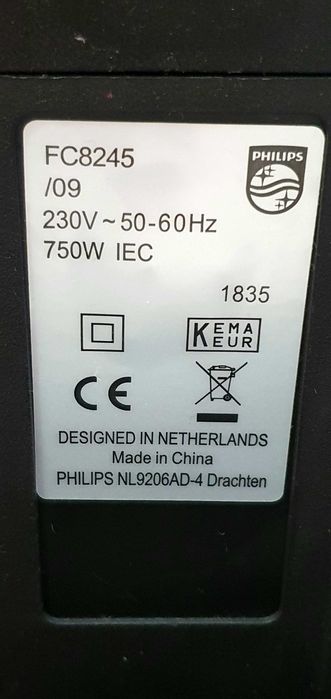 FC8245
/09
230V~50-60Hz
750W IEC
PHILIPS
1835
KEMA
KEUR
CE
DESIGNED IN NETHERLANDS
Made in China
PHILIPS NL9206AD-4 Drachten